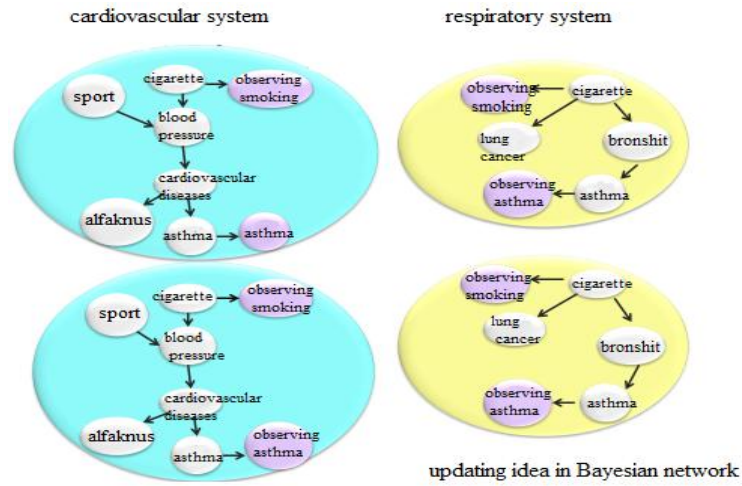 cardiovascular system
respiratory system
sport
cigarette
observing
smoking
blood
pressure
cardiovascular
diseases
alfaknus
asthma
asthma
observing
smoking
cigarette
lung
cancer
bronshit
observing
asthma
asthma
sport
cigarette
observing
smoking
blood
pressure
cardiovascular
diseases
alfaknus
asthma
observing
asthma
observing
smoking
cigarette
lung
cancer
bronshit
observing
asthma
asthma
updating idea in Bayesian network